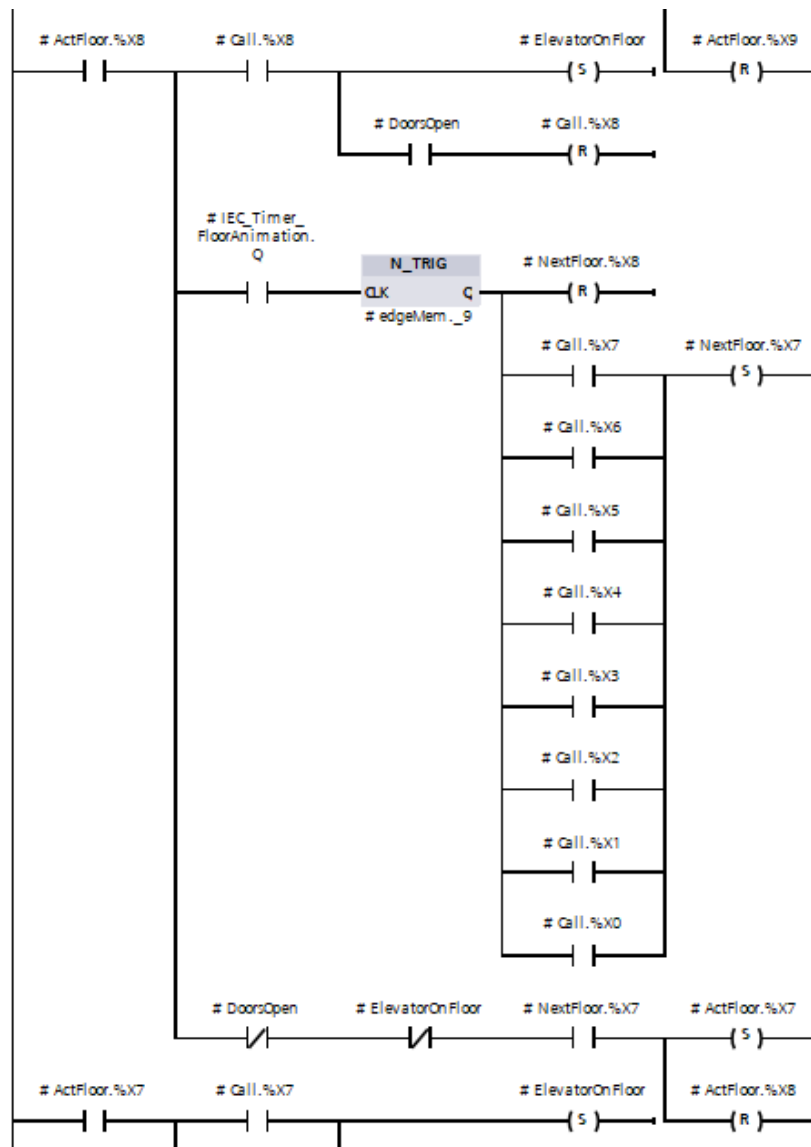 # ActFloor.%X8
# Call.%X8
# ElevatorOnFloor
# ActFloor.%X9
( S )
( R )
# DoorsOpen
# Call.%X8
( R )
# IEC_Timer_
FloorAnimation.
Q
N_TRIG
# NextFloor.%X8
CLK
Q
( R )
# edgeMem._9
# Call.%X7
# NextFloor.%X7
( S )
# Call.%X6
# Call.%X5
# Call.%X4
# Call.%X3
# Call.%X2
# Call.%X1
# Call.%X0
# DoorsOpen
# ElevatorOnFloor
# NextFloor.%X7
# ActFloor.%X7
( S )
# ActFloor.%X7
# Call.%X7
# ElevatorOnFloor
# ActFloor.%X8
( S )
( R )